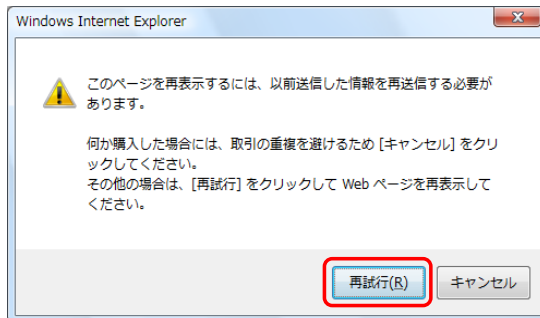 Windows Internet Explorer
このページを再表示するには、以前送信した情報を再送信する必要が
あります。
何か購入した場合には、取引の重複を避けるため [キャンセル] をクリ
ックしてください。
その他の場合は、[再試行] をクリックして Web ページを再表示して
ください。
再試行(R) キャンセル